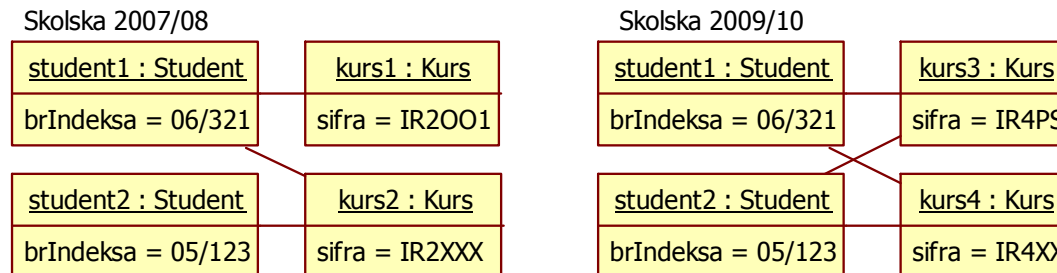 Skolska 2007/08
student1 : Student
kurs1 : Kurs
brIndeksa = 06/321
sifra = IR2OO1
student2 : Student
kurs2 : Kurs
brIndeksa = 05/123
sifra = IR2XXX
Skolska 2009/10
student1 : Student
kurs3 : Kurs
brIndeksa = 06/321
sifra = IR4PS
student2 : Student
kurs4 : Kurs
brIndeksa = 05/123
sifra = IR4XX